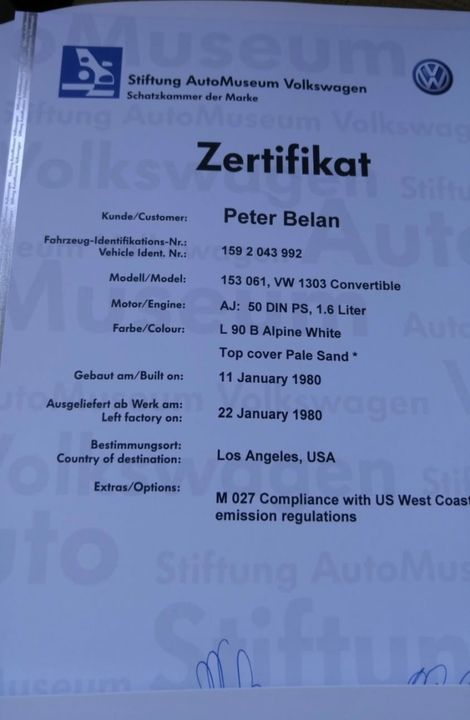 Stiftung AutoMuseum Volkswagen
Schatzkammer der Marke
Zertifikat
Kunde/Customer: Peter Belan
Fahrzeug-Identifikations-Nr.:
Vehicle Ident. Nr.: 159 2 043 992
Modell/Model: 153 061, VW 1303 Convertible
Motor/Engine: AJ: 50 DIN PS, 1.6 Liter
Farbe/Colour: L 90 B Alpine White
Top cover Pale Sand *
Gebaut am/Built on: 11 January 1980
Ausgeliefert ab Werk am:
Left factory on: 22 January 1980
Bestimmungsort:
Country of destination: Los Angeles, USA
Extras/Options: M 027 Compliance with US West Coast
emission regulations